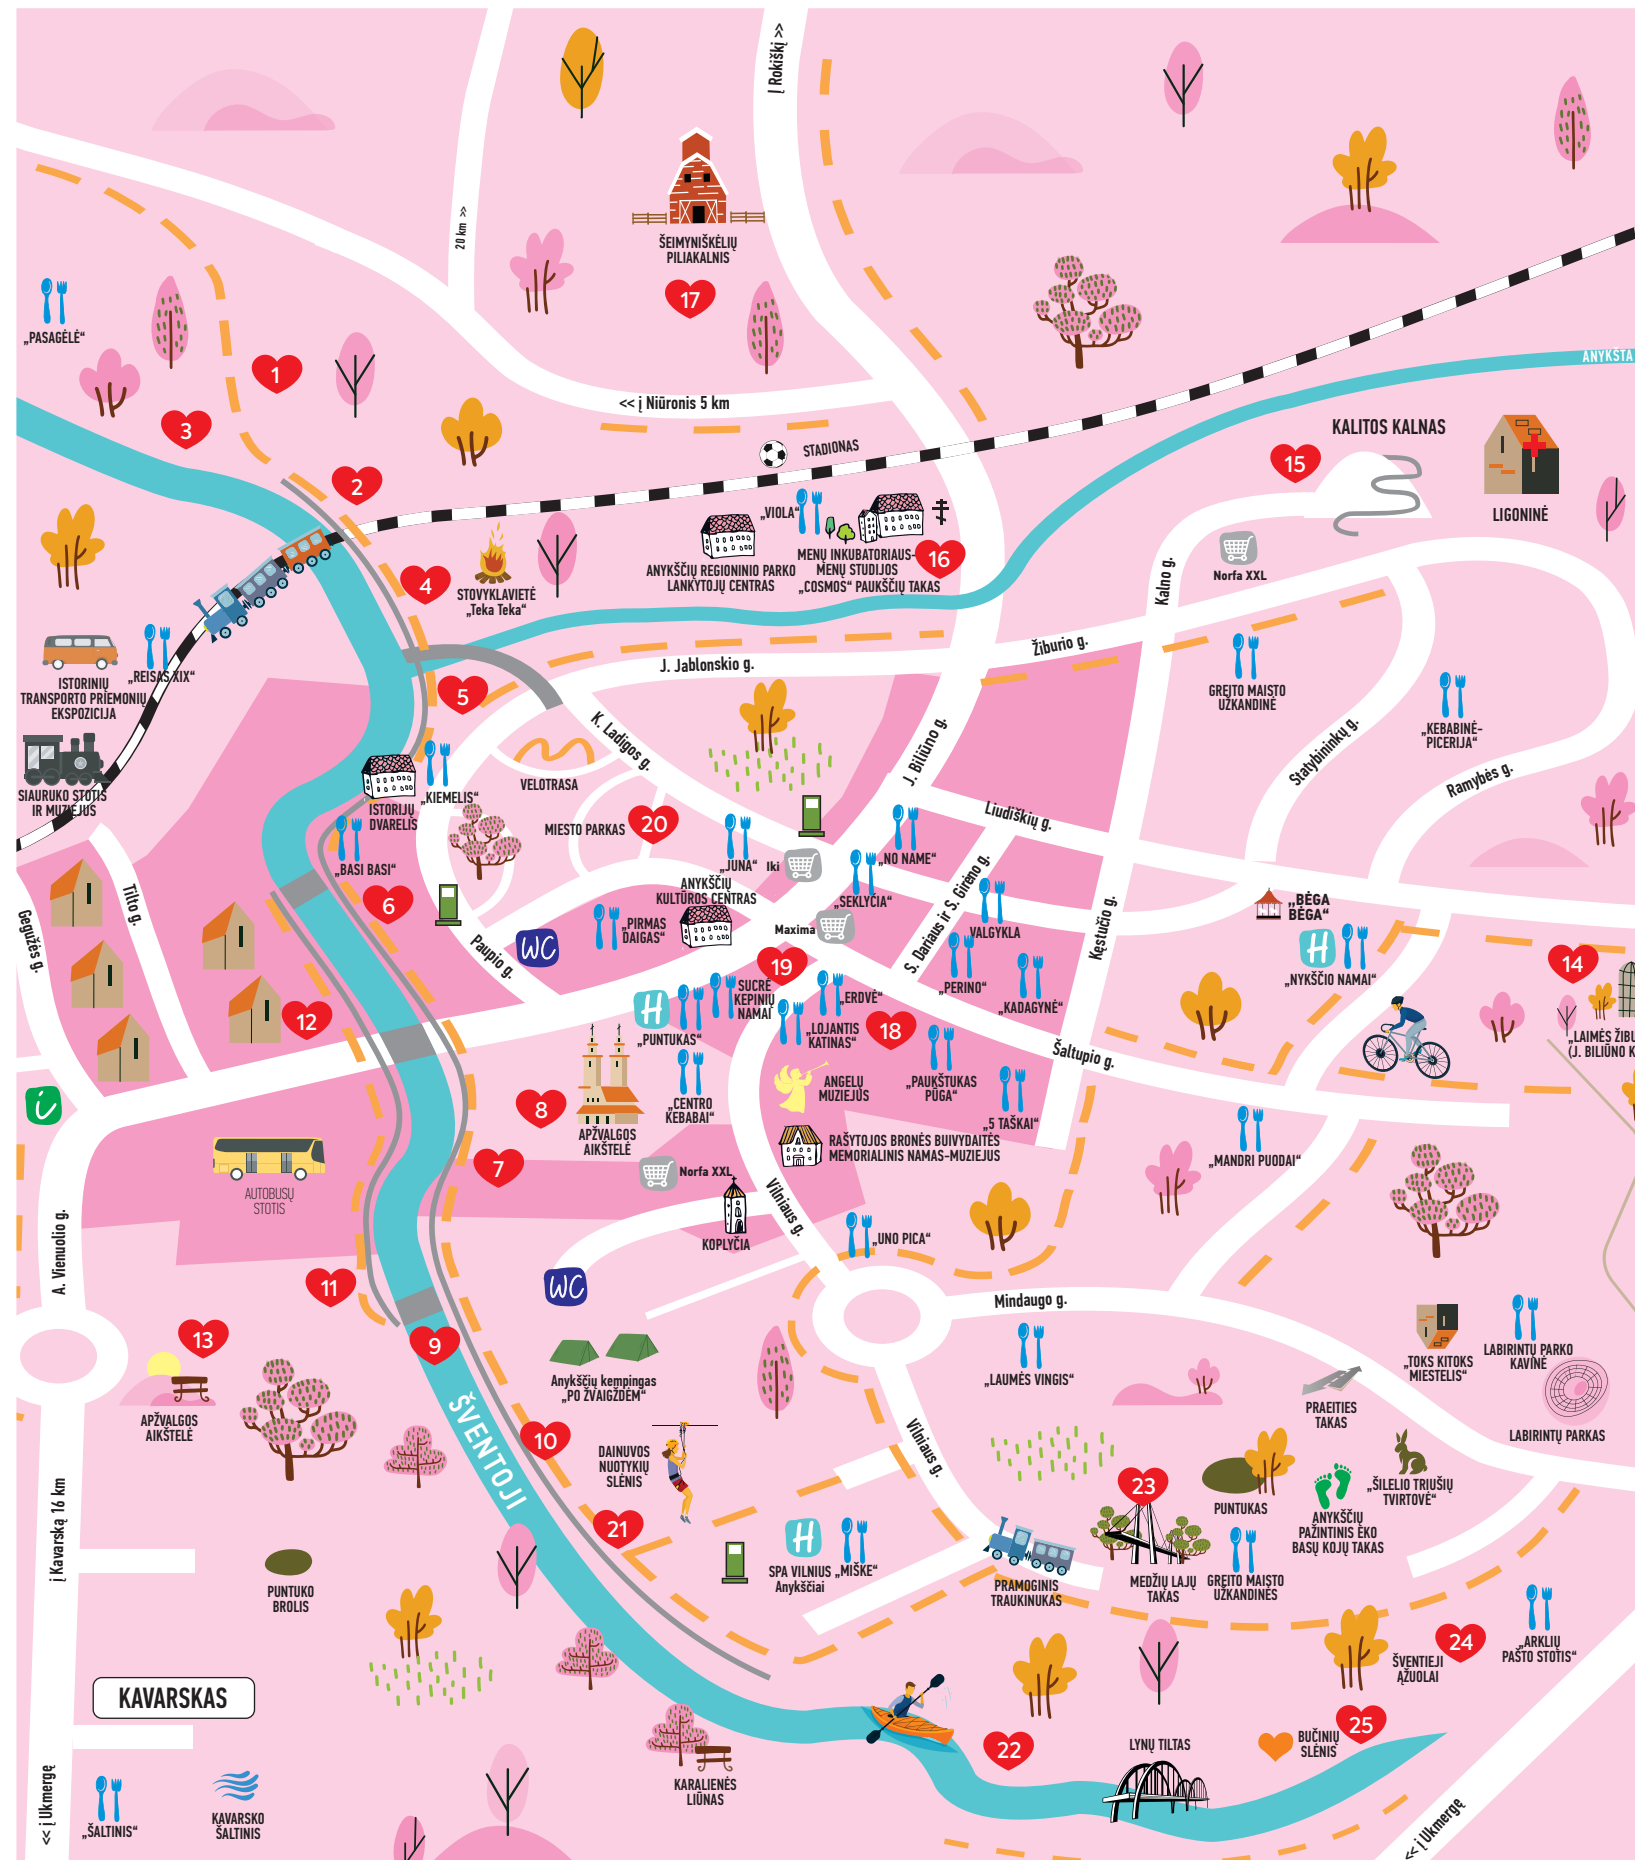 Į Rokiškį >>
20 km >>
ŠEIMYNIŠKĖLIŲ
PILIAKALNIS
17
„PASAGĖLĖ“
1
3
<< į Niūronis 5 km
ANYKŠTA
STADIONAS
KALITOS KALNAS
15
LIGONINĖ
2
„VIOLA“
ANYKŠČIŲ REGIONINIO PARKO
LANKYTOJŲ CENTRAS
MENŲ INKUBATORIAUS-
MENŲ STUDIJOS
„COSMOS“ PAUKŠČIŲ TAKAS
16
Norfa XXL
Kalno g.
4
STOVYKLAVIETĖ
„Teka Teka“
„REISAS XIX“
ISTORINIŲ
TRANSPORTO PRIEMONIŲ
EKSPOZICIJA
SIAURUKO STOTIS
IR MUZIEJUS
5
J. Jablonskio g.
Žiburio g.
GREITO MAISTO
UŽKANDINĖ
„KEBABINĖ-
PICERIJA“
K. Ladigos g.
J. Biliūno g.
Statybininkų g.
Ramybės g.
VELOTRASA
„KIEMELIS“
ISTORIJŲ
DVARELIS
„BASI BASI“
MIESTO PARKAS
20
„JUNA“
Iki
„NO NAME“
Liudiškių g.
„SEKLYČIA“
S. Dariaus ir S. Girėno g.
ANYKŠČIŲ
KULTŪROS CENTRAS
Tilto g.
Gegužės g.
6
Paupio g.
WC
„PIRMAS
DAIGAS“
Maxima
VALGYKLA
Kęstučio g.
„BĖGA
BĖGA“
H
„NYKŠČIO NAMAI“
14
„PERINO“
„KADAGYNĖ“
19
SUCRÉ
KEPINIŲ
NAMAI
„ERDVĖ“
H
„PUNTUKAS“
„LOJANTIS
KATINAS“
18
12
„LAIMĖS ŽIBU
(J. BILIŪNO K
Šaltupio g.
i
8
APŽVALGOS
AIKŠTELĖ
„CENTRO
KEBABAI“
ANGELŲ
MUZIEJUS
„PAUKŠTUKAS
PŪGA“
„5 TAŠKAI“
RAŠYTOJOS BRONĖS BUIVYDAITĖS
MEMORIALINIS NAMAS-MUZIEJUS
„MANDRI PUODAI“
7
Norfa XXL
AUTOBUSŲ
STOTIS
Vilniaus g.
KOPLYČIA
„UNO PICA“
A. Vienuolio g.
11
WC
Mindaugo g.
13
APŽVALGOS
AIKŠTELĖ
9
Anykščių kempingas
„PO ŽVAIGŽDĖM“
„LAUMĖS VINGIS“
„TOKS KITOKS
MIESTELIS“
LABIRINTŲ PARKO
KAVINĖ
PRAEITIES
TAKAS
LABIRINTŲ PARKAS
ŠVENTOJI
10
DAINUVOS
NUOTYKIŲ
SLĖNIS
Vilniaus g.
23
PUNTUKAS
„ŠILELIO TRIUŠIŲ
TVIRTOVĖ“
ANYKŠČIŲ
PAŽINTINIS EKO
BASŲ KOJŲ TAKAS
į Kavarską 16 km
21
H
SPA VILNIUS
Anykščiai
„MIŠKE“
PRAMOGINIS
TRAUKINUKAS
MEDŽIŲ LAJŲ
TAKAS
GREITO MAISTO
UŽKANDINĖS
PUNTUKO
BROLIS
24
ŠVENTIEJI
ĄŽUOLAI
„ARKLIŲ
PAŠTO STOTIS“
KAVARSKAS
22
LYNŲ TILTAS
BUČINIŲ
SLĖNIS
25
KARALIENĖS
LIŪNAS
<< į Ukmergę
„ŠALTINIS“
KAVARSKO
ŠALTINIS
<< į Ukmergę